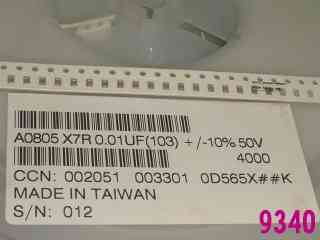 A0805 X7R 0.01UF(103) +/-10% 50V
4000
CCN: 002051 003301 0D565X##K
MADE IN TAIWAN
S/N: 012
9340